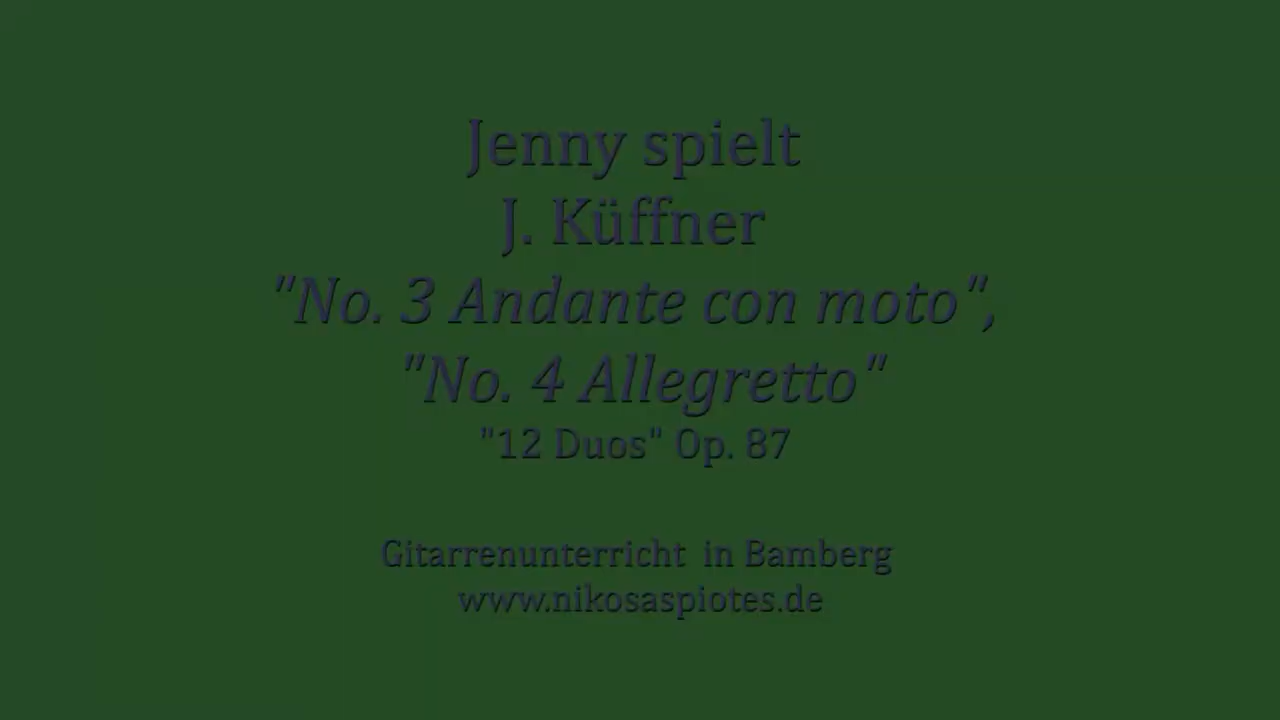 Jenny spielt
J. Küffner
"No. 3 Andante con moto",
"No. 4 Allegretto"
"12 Duos" Op. 87
Gitarrenunterricht in Bamberg
www.nikosaspiotes.de